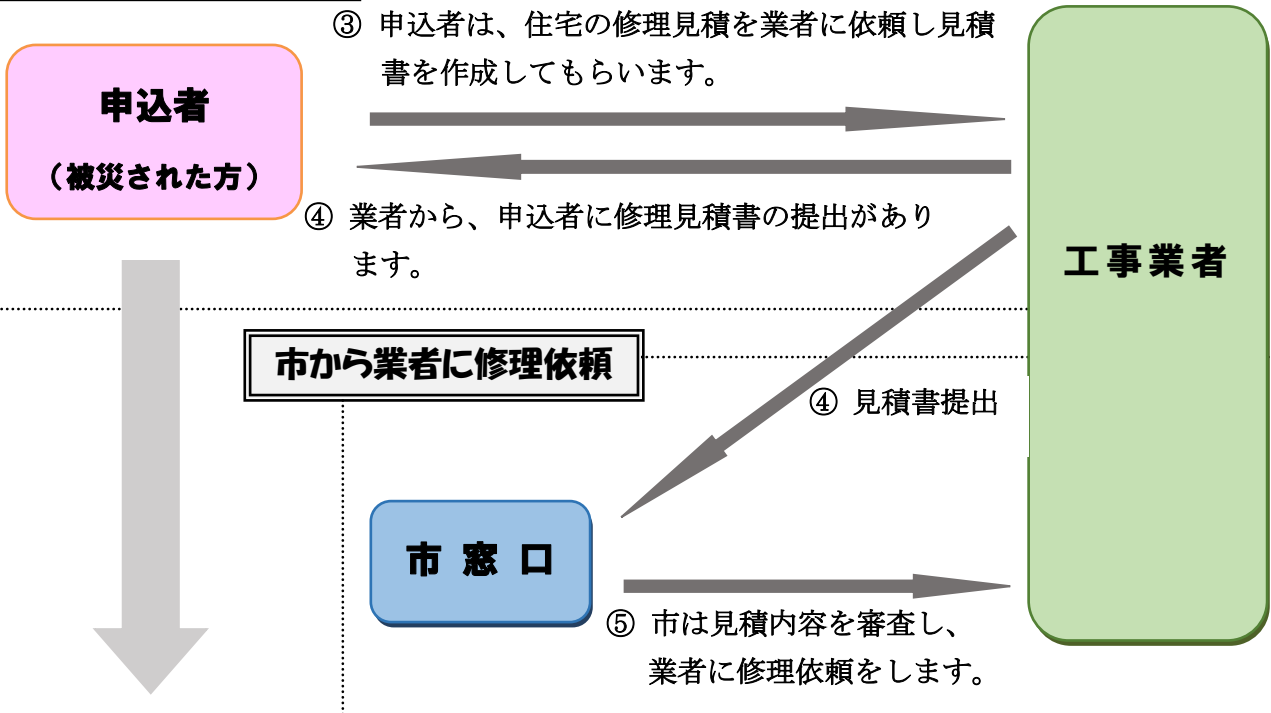 ③ 申込者は、住宅の修理見積を業者に依頼し見積
書を作成してもらいます。
申込者
（被災された方）
④ 業者から、申込者に修理見積書の提出があり
ます。
工事業者
市から業者に修理依頼
④ 見積書提出
市 窓 口
⑤ 市は見積内容を審査し、
業者に修理依頼をします。